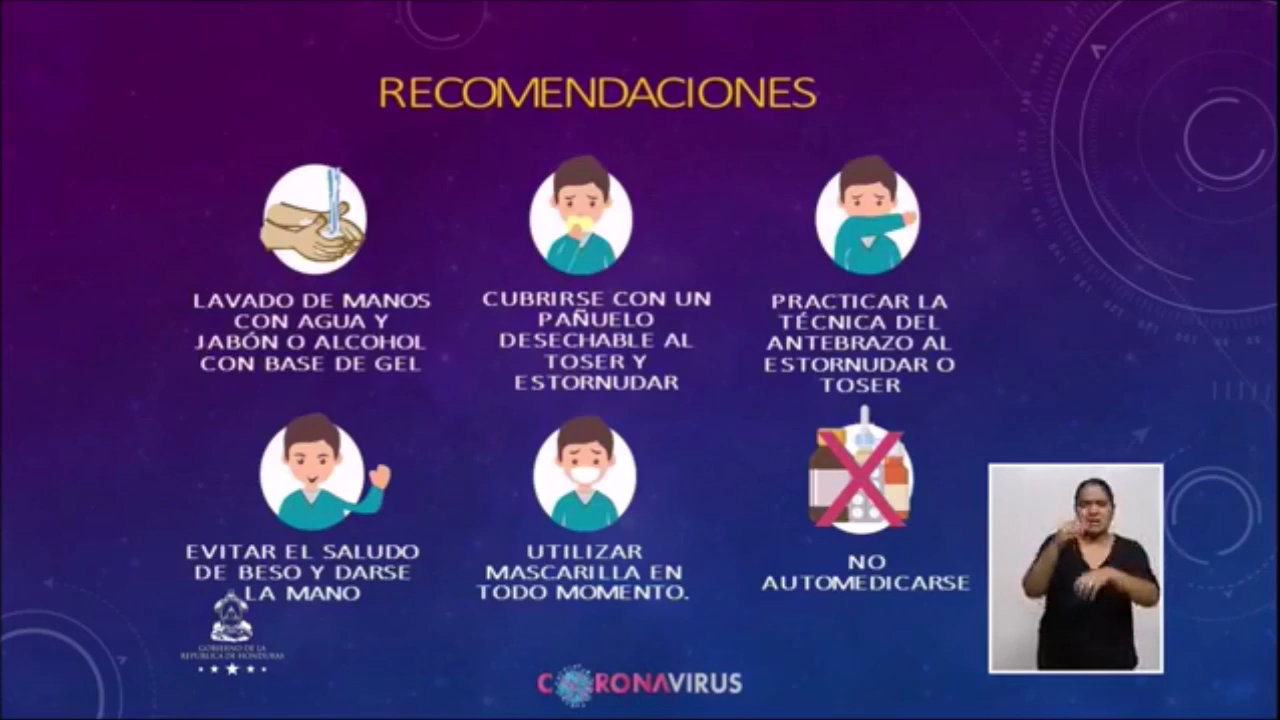 RECOMENDACIONES
LAVADO DE MANOS
CON AGUA Y
JABÓN O ALCOHOL
CON BASE DE GEL
CUBRIRSE CON UN
PAÑUELO
DESECHABLE AL
TOSER Y
ESTORNUDAR
PRACTICAR LA
TÉCNICA DEL
ANTEBRAZO AL
ESTORNUDAR O
TOSER
EVITAR EL SALUDO
DE BESO Y DARSE
LA MANO
UTILIZAR
MASCARILLA EN
TODO MOMENTO.
NO
AUTOMEDICARSE
GOBIERNO DE LA
REPÚBLICA DE HONDURAS
CORONAVIRUS